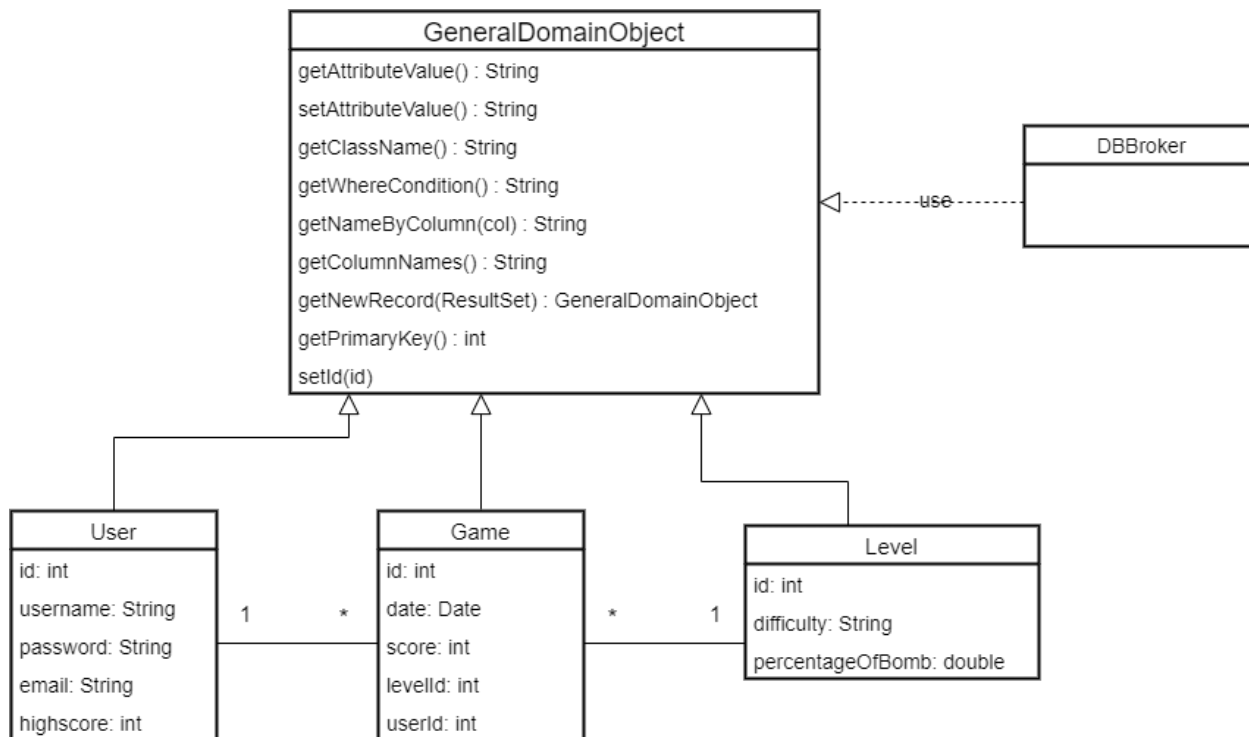 GeneralDomainObject
getAttributeValue() : String
setAttributeValue() : String
getClassName() : String
getWhereCondition() : String
getNameByColumn(col) : String
getColumnNames() : String
getNewRecord(ResultSet) : GeneralDomainObject
getPrimaryKey() : int
setId(id)
DBBroker
use
User
id: int
username: String
password: String
email: String
highscore: int
1
*
Game
id: int
date: Date
score: int
levelId: int
userId: int
*
1
Level
id: int
difficulty: String
percentageOfBomb: double